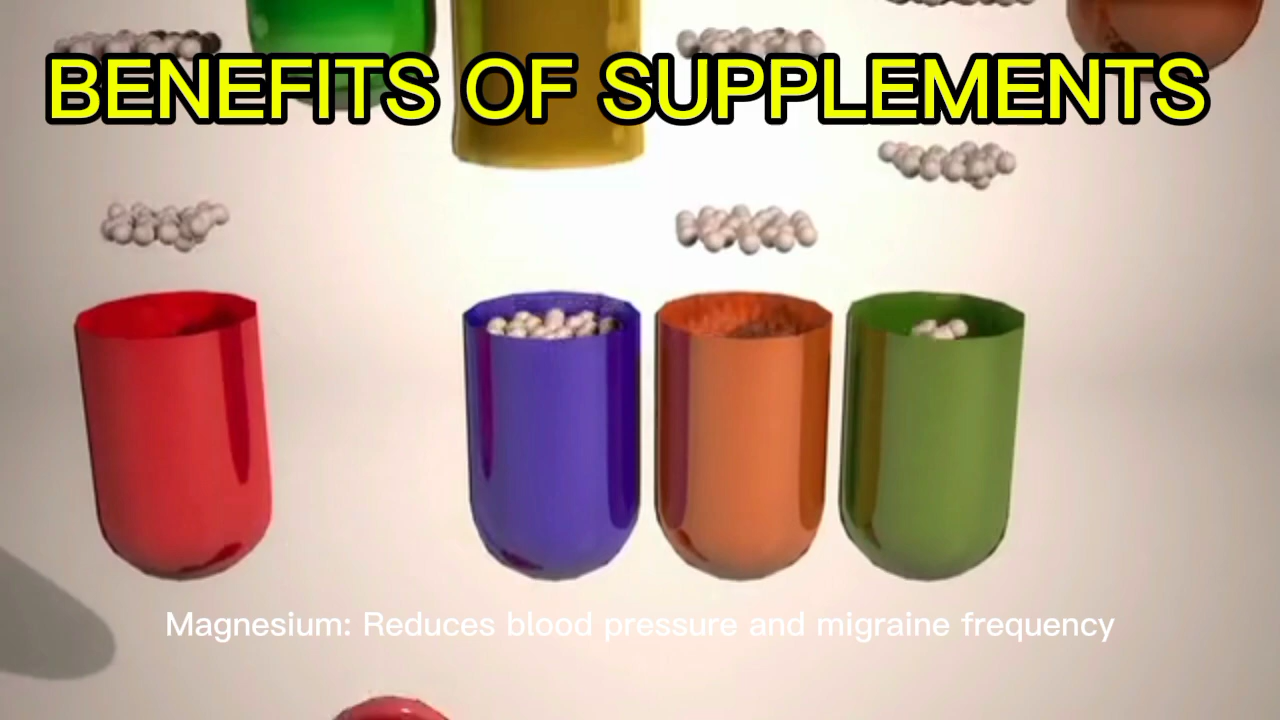 BENEFITS OF SUPPLEMENTS
Magnesium: Reduces blood pressure and migraine frequency